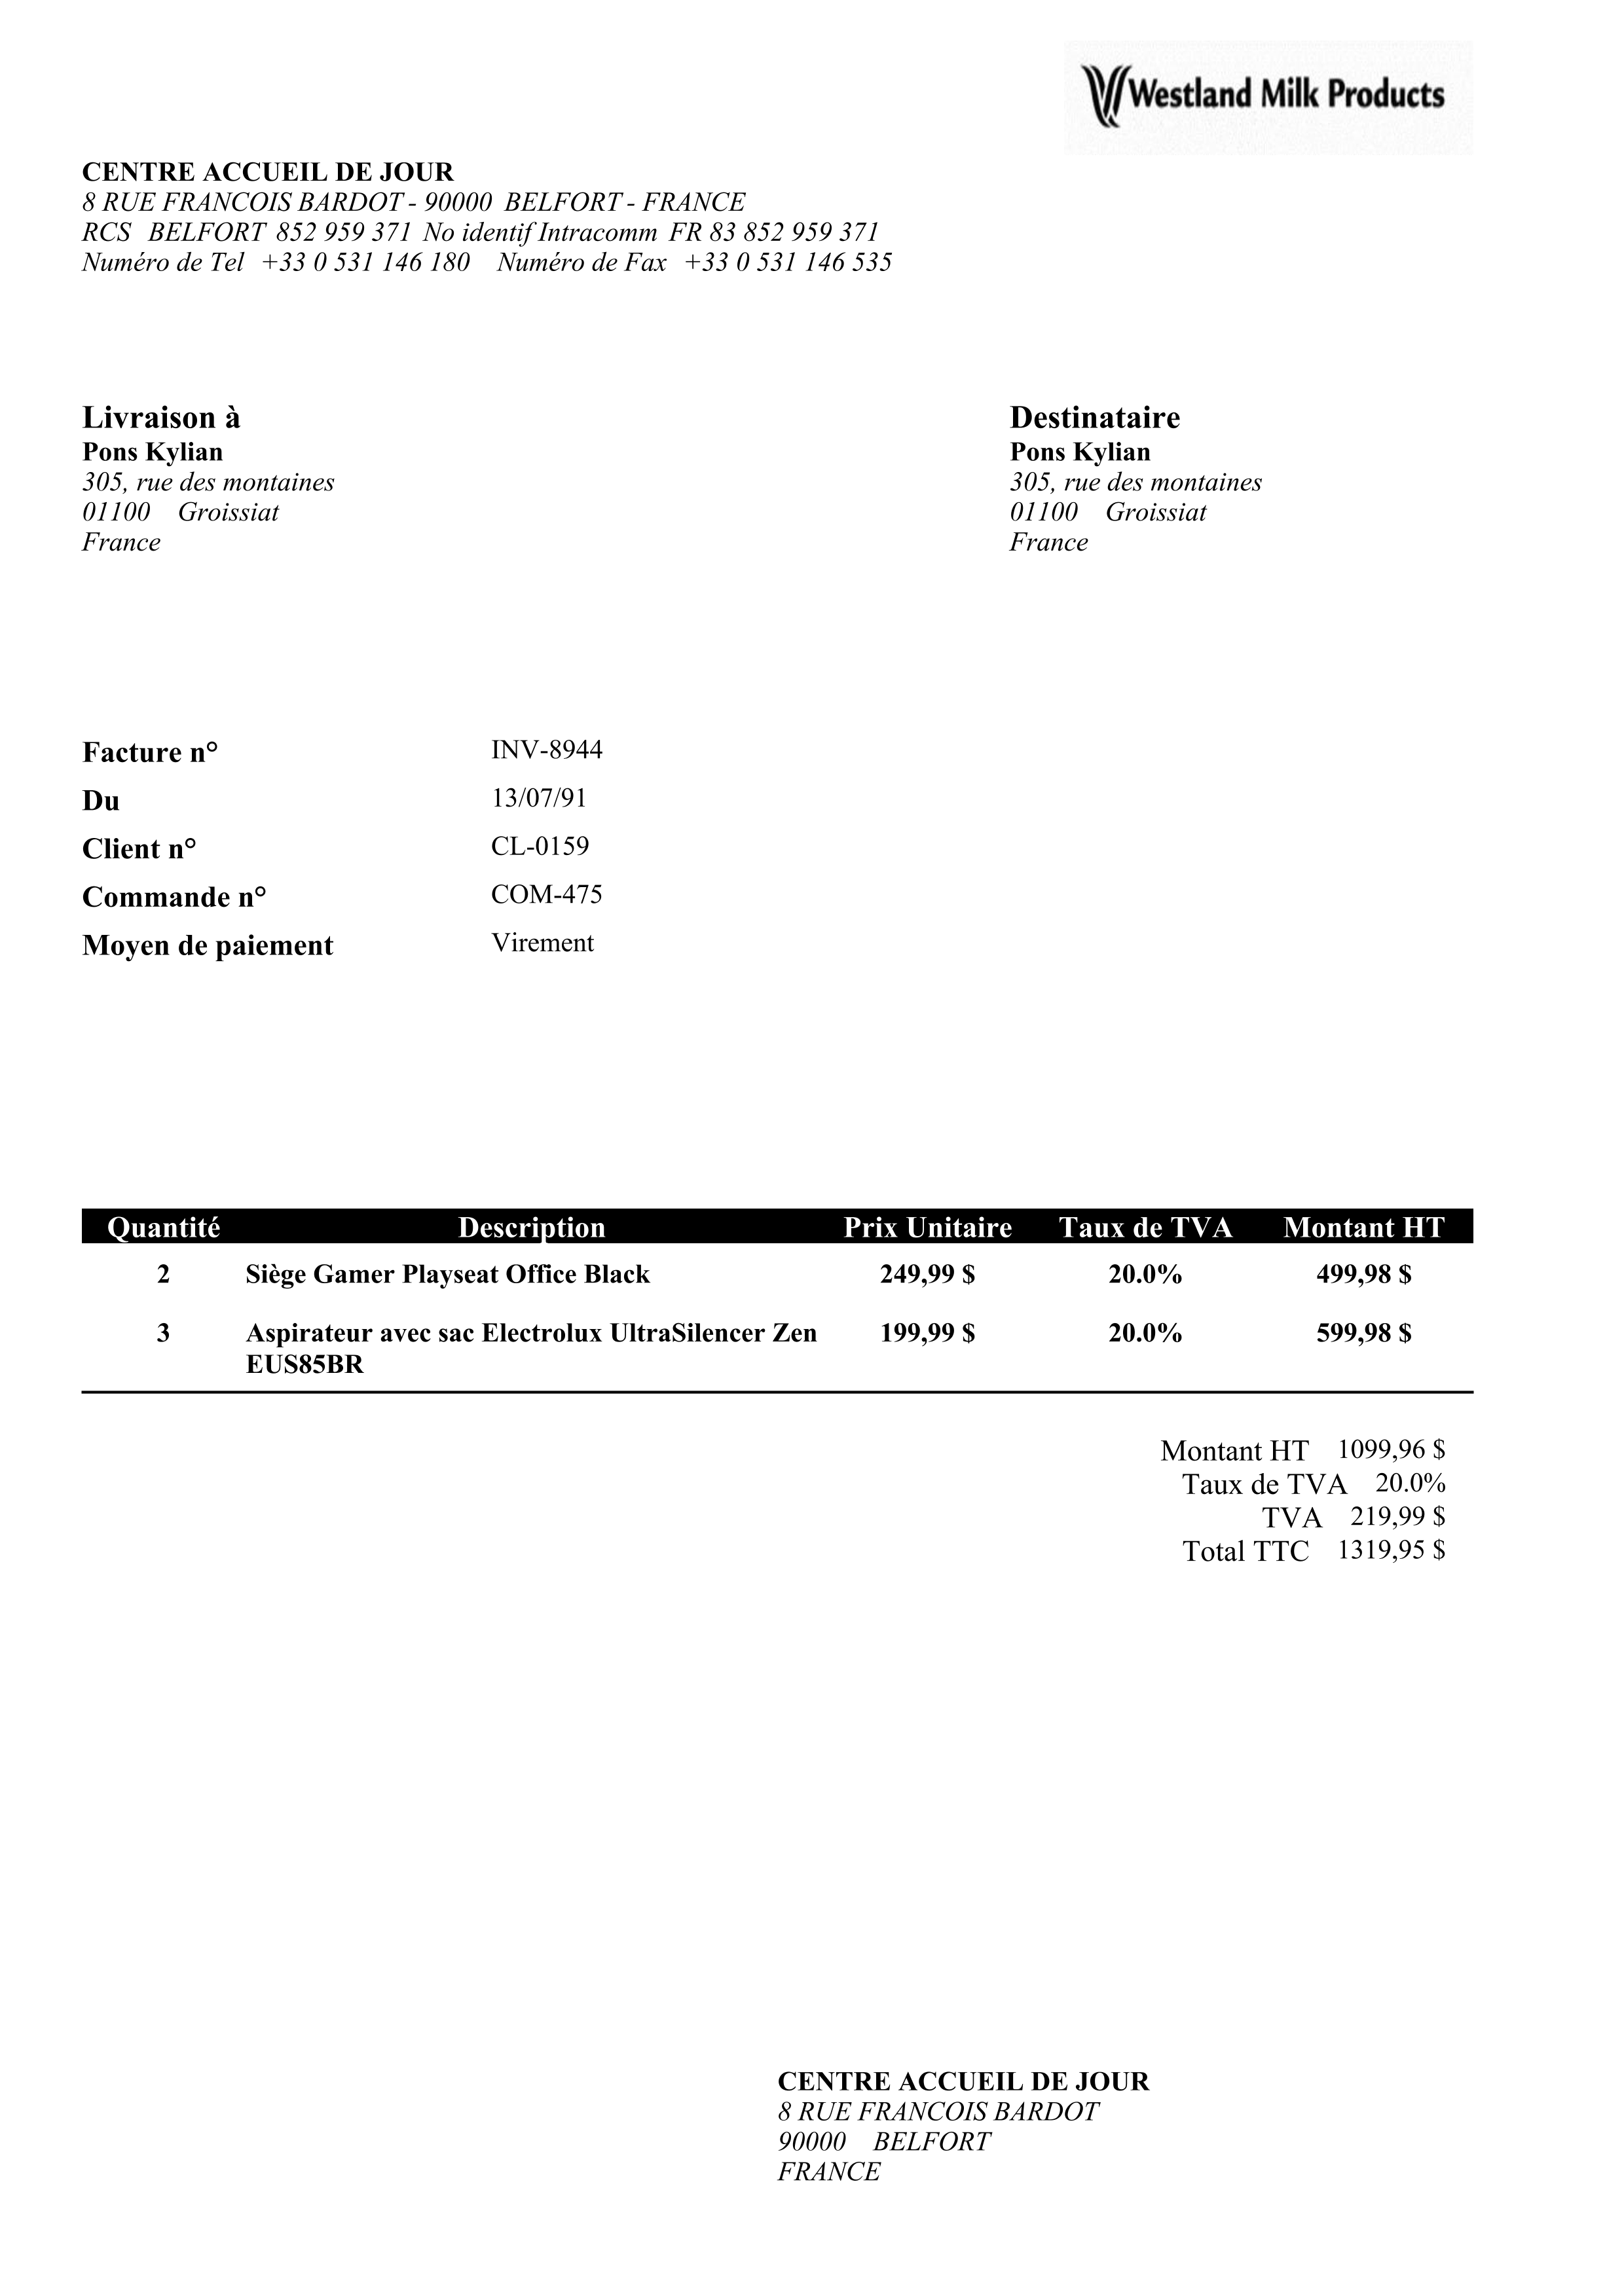 Westland Milk Products
CENTRE ACCUEIL DE JOUR
8 RUE FRANCOIS BARDOT - 90000 BELFORT - FRANCE
RCS BELFORT 852 959 371 No identif Intracomm FR 83 852 959 371
Numéro de Tel +33 0 531 146 180 Numéro de Fax +33 0 531 146 535
Livraison à
Pons Kylian
305, rue des montaines
01100 Groissiat
France
Destinataire
Pons Kylian
305, rue des montaines
01100 Groissiat
France
Facture n° INV-8944
Du 13/07/91
Client n° CL-0159
Commande n° COM-475
Moyen de paiement Virement
Quantité Description Prix Unitaire Taux de TVA Montant HT
2 Siège Gamer Playseat Office Black 249,99 $ 20.0% 499,98 $
3 Aspirateur avec sac Electrolux UltraSilencer Zen 199,99 $ 20.0% 599,98 $
EUS85BR
Montant HT 1099,96 $
Taux de TVA 20.0%
TVA 219,99 $
Total TTC 1319,95 $
CENTRE ACCUEIL DE JOUR
8 RUE FRANCOIS BARDOT
90000 BELFORT
FRANCE